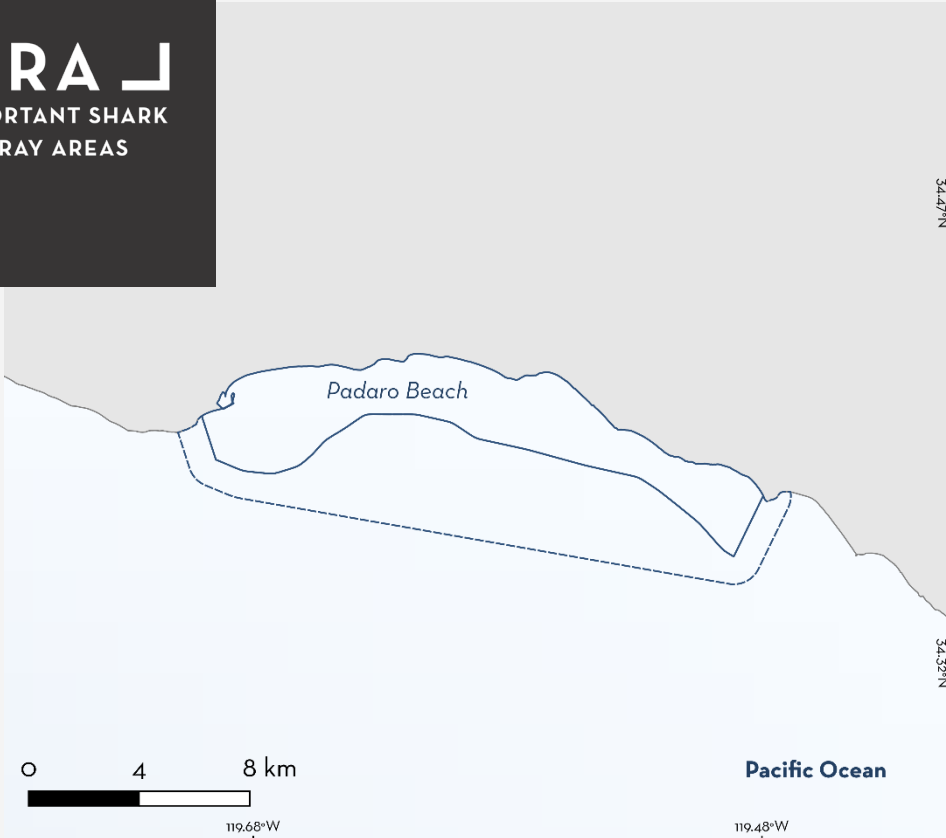 RA
ORTANT SHARK
RAY AREAS
34.47°N
Padaro Beach
34.32°N
0 4 8 km
Pacific Ocean
119.68°W 119.48°W